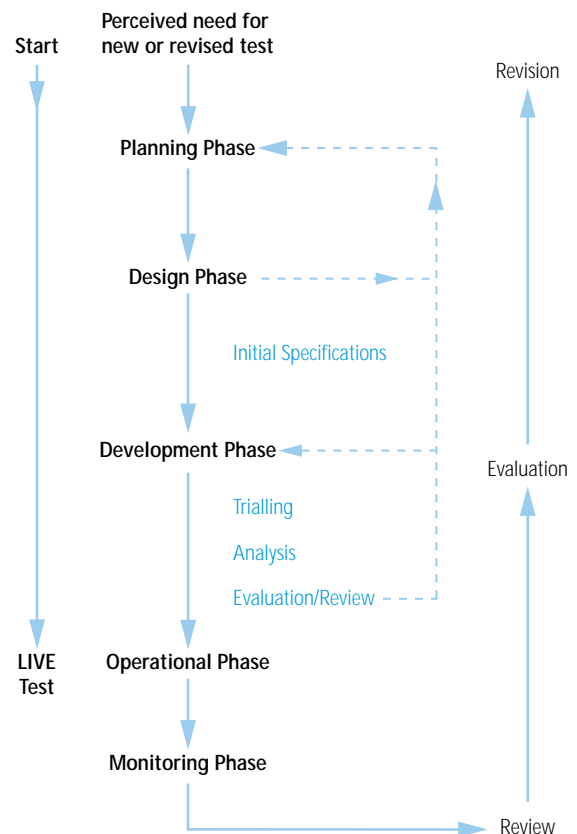 Start
Perceived need for
new or revised test
Revision
Planning Phase
Design Phase
Initial Specifications
Development Phase
Evaluation
Trialling
Analysis
Evaluation/Review
LIVE
Test
Operational Phase
Monitoring Phase
Review